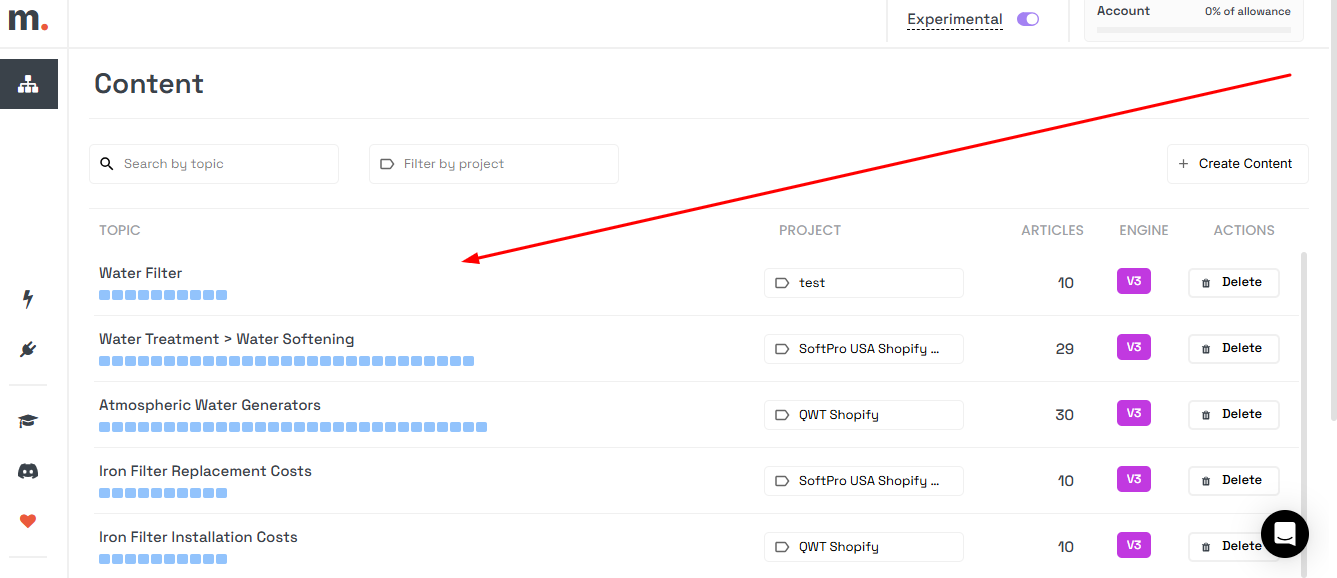 m.
Experimental
Account 0% of allowance
Content
Search by topic Filter by project + Create Content
TOPIC PROJECT ARTICLES ENGINE ACTIONS
Water Filter test 10 V3 Delete
Water Treatment > Water Softening SoftPro USA Shopify ... 29 V3 Delete
Atmospheric Water Generators QWT Shopify 30 V3 Delete
Iron Filter Replacement Costs SoftPro USA Shopify ... 10 V3 Delete
Iron Filter Installation Costs QWT Shopify 10 V3 Delete